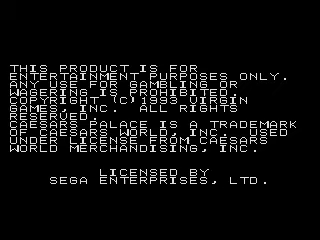 THIS PRODUCT IS FOR
ENTERTAINMENT PURPOSES ONLY.
ANY USE FOR GAMBLING OR
WAGERING IS PROHIBITED.
COPYRIGHT (C)1993 VIRGIN
GAMES, INC.  ALL RIGHTS
RESERVED.
CAESARS PALACE IS A TRADEMARK
OF CAESARS WORLD, INC.  USED
UNDER LICENSE FROM CAESARS
WORLD MERCHANDISING, INC.
LICENSED BY
SEGA ENTERPRISES, LTD.